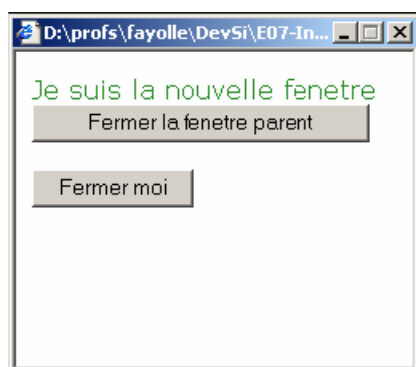 D:\profs\fayolle\DevSi\E07-In...
Je suis la nouvelle fenetre
Fermer la fenetre parent
Fermer moi